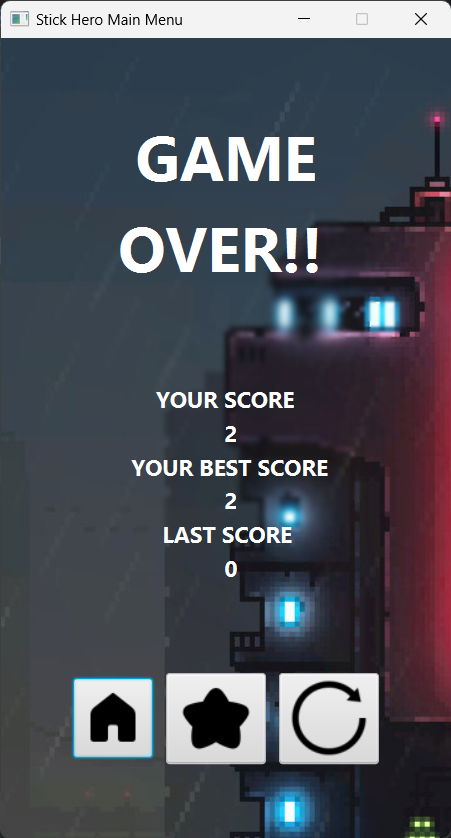 Stick Hero Main Menu
GAME
OVER!!
YOUR SCORE
2
YOUR BEST SCORE
2
LAST SCORE
0